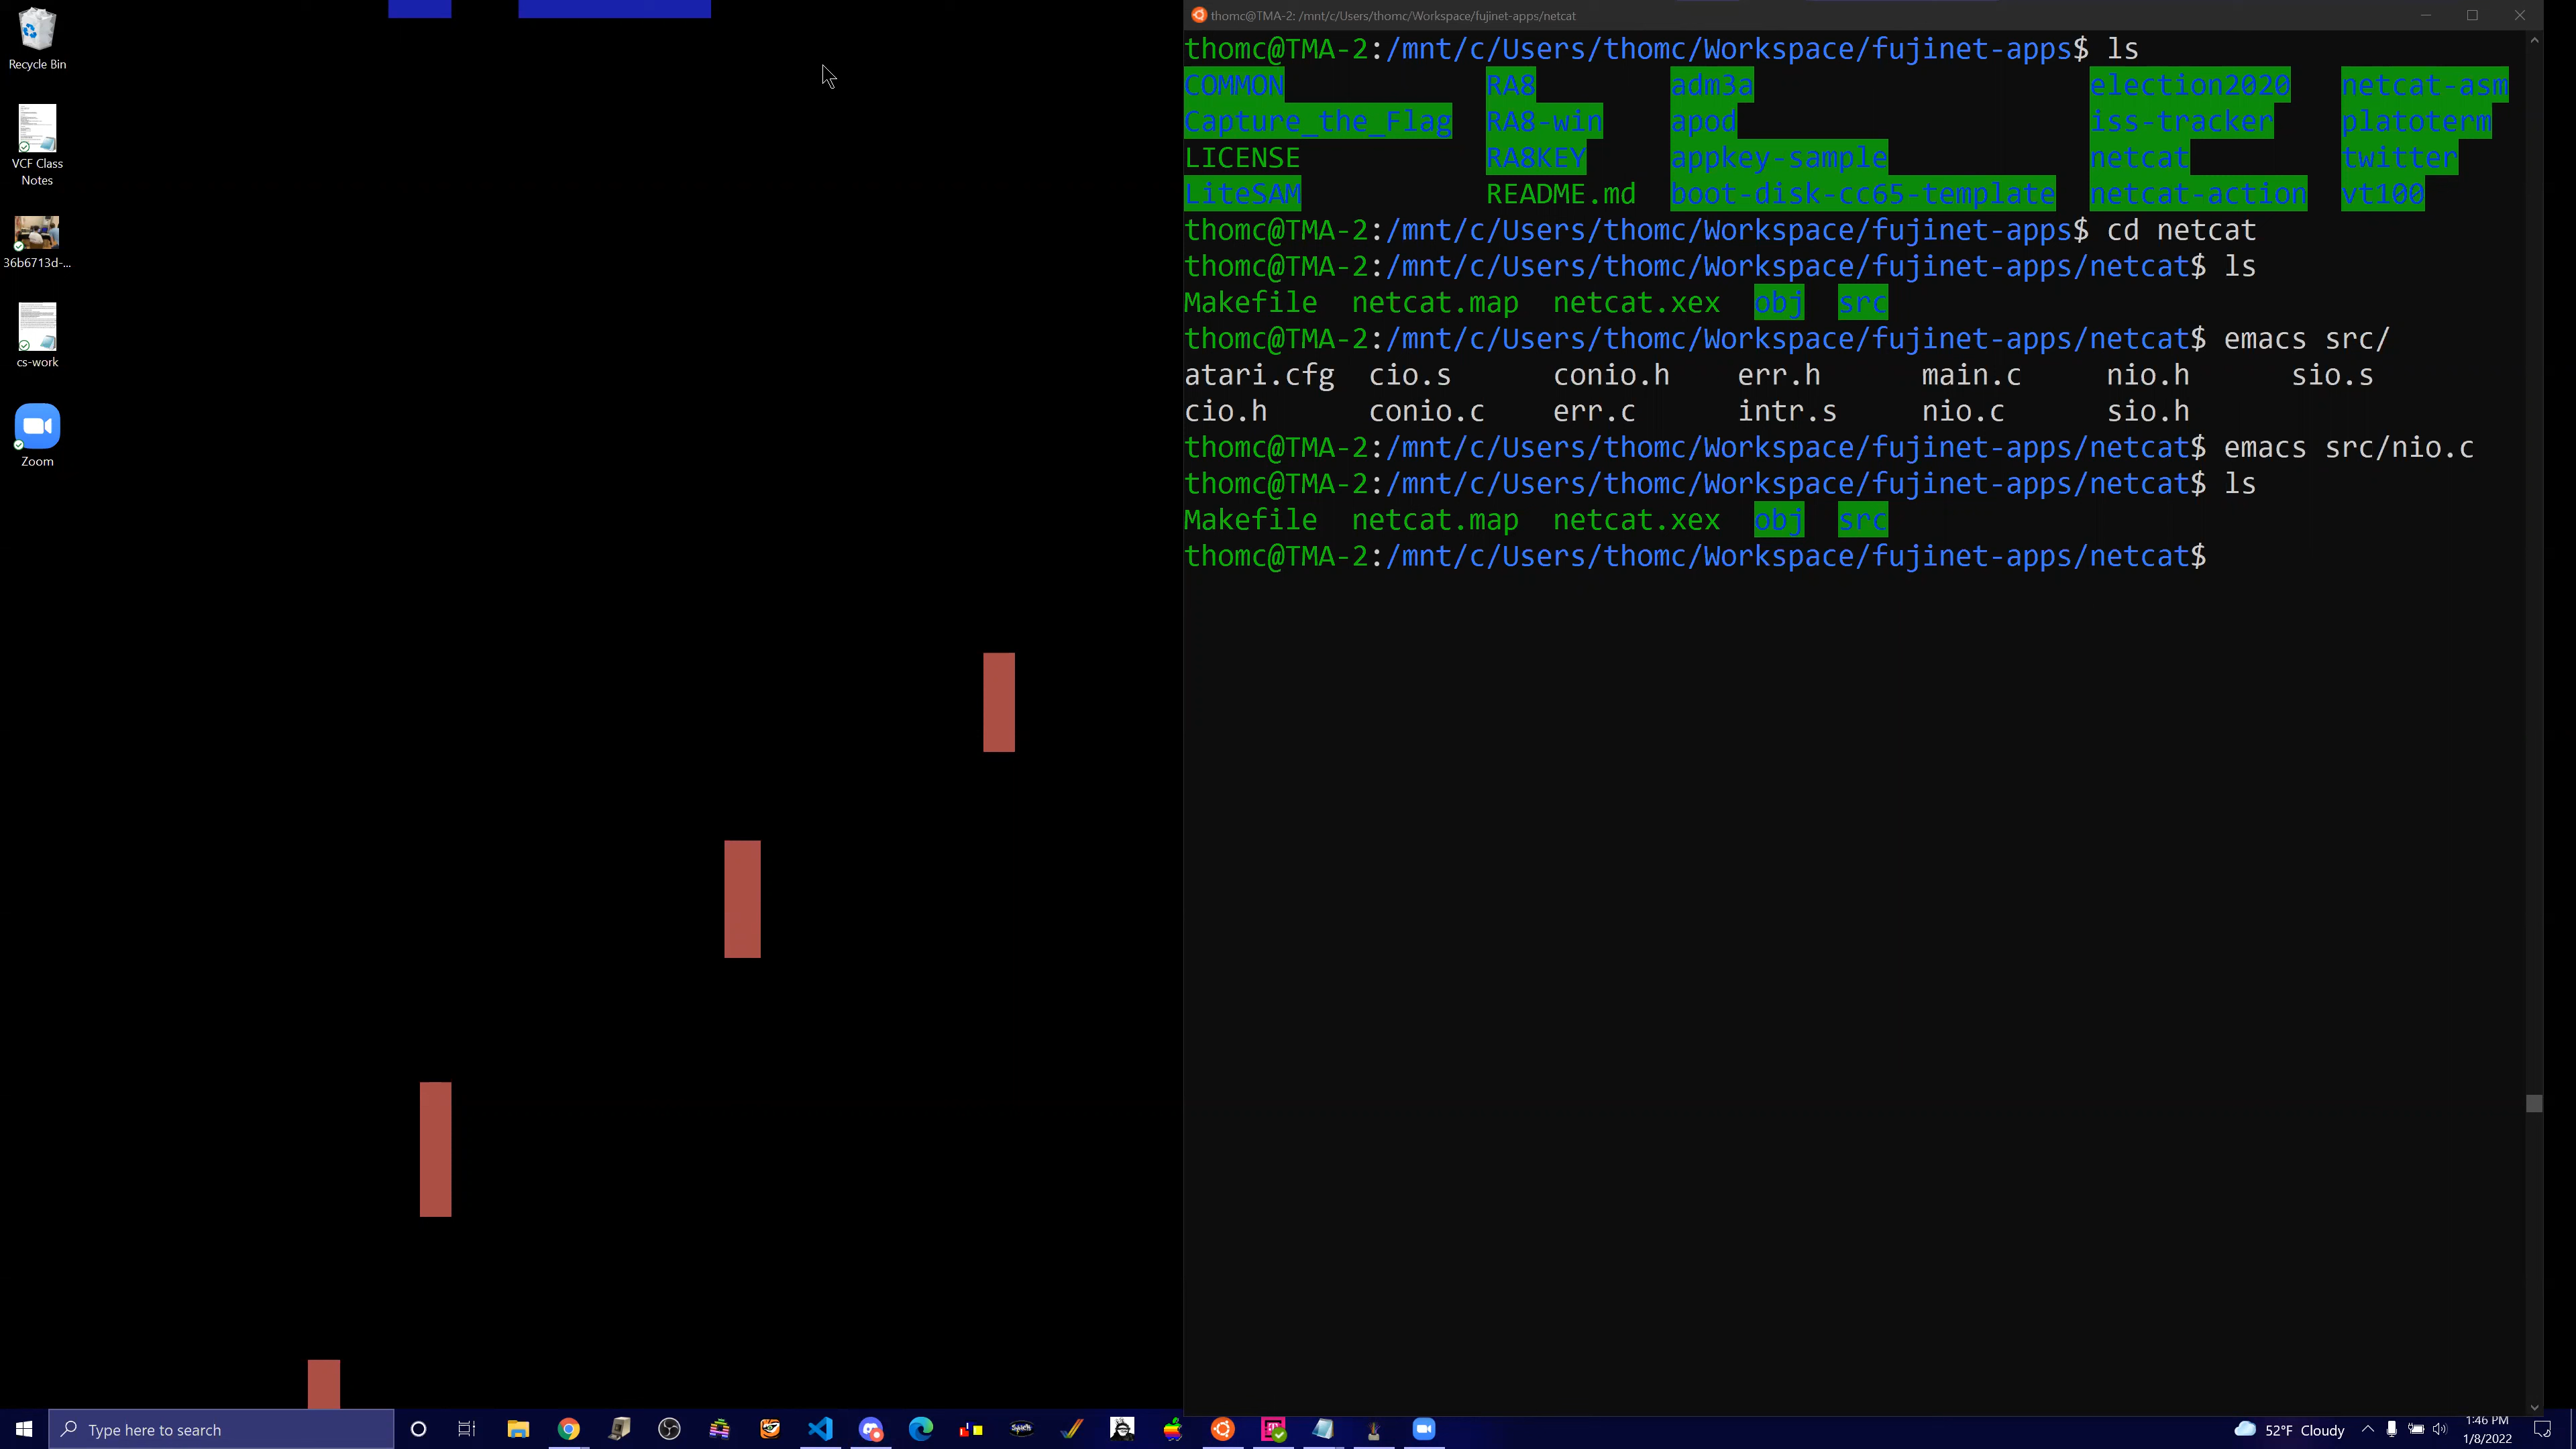 Recycle Bin
VCF Class
Notes
36b6713d-...
cs-work
Zoom
thomc@TMA-2: /mnt/c/Users/thomc/Workspace/fujinet-apps/netcat
thomc@TMA-2:/mnt/c/Users/thomc/Workspace/fujinet-apps$ ls
COMMON RA8 adm3a election2020 netcat-asm
Capture_the_Flag RA8-win apod iss-tracker platoterm
LICENSE RA8KEY appkey-sample netcat twitter
LiteSAM README.md boot-disk-cc65-template netcat-action vt100
thomc@TMA-2:/mnt/c/Users/thomc/Workspace/fujinet-apps$ cd netcat
thomc@TMA-2:/mnt/c/Users/thomc/Workspace/fujinet-apps/netcat$ ls
Makefile netcat.map netcat.xex obj src
thomc@TMA-2:/mnt/c/Users/thomc/Workspace/fujinet-apps/netcat$ emacs src/
atari.cfg cio.s conio.h err.h main.c nio.h sio.s
cio.h conio.c err.c intr.s nio.c sio.h
thomc@TMA-2:/mnt/c/Users/thomc/Workspace/fujinet-apps/netcat$ emacs src/nio.c
thomc@TMA-2:/mnt/c/Users/thomc/Workspace/fujinet-apps/netcat$ ls
Makefile netcat.map netcat.xex obj src
thomc@TMA-2:/mnt/c/Users/thomc/Workspace/fujinet-apps/netcat$
Type here to search
52°F Cloudy
1:46 PM
1/8/2022